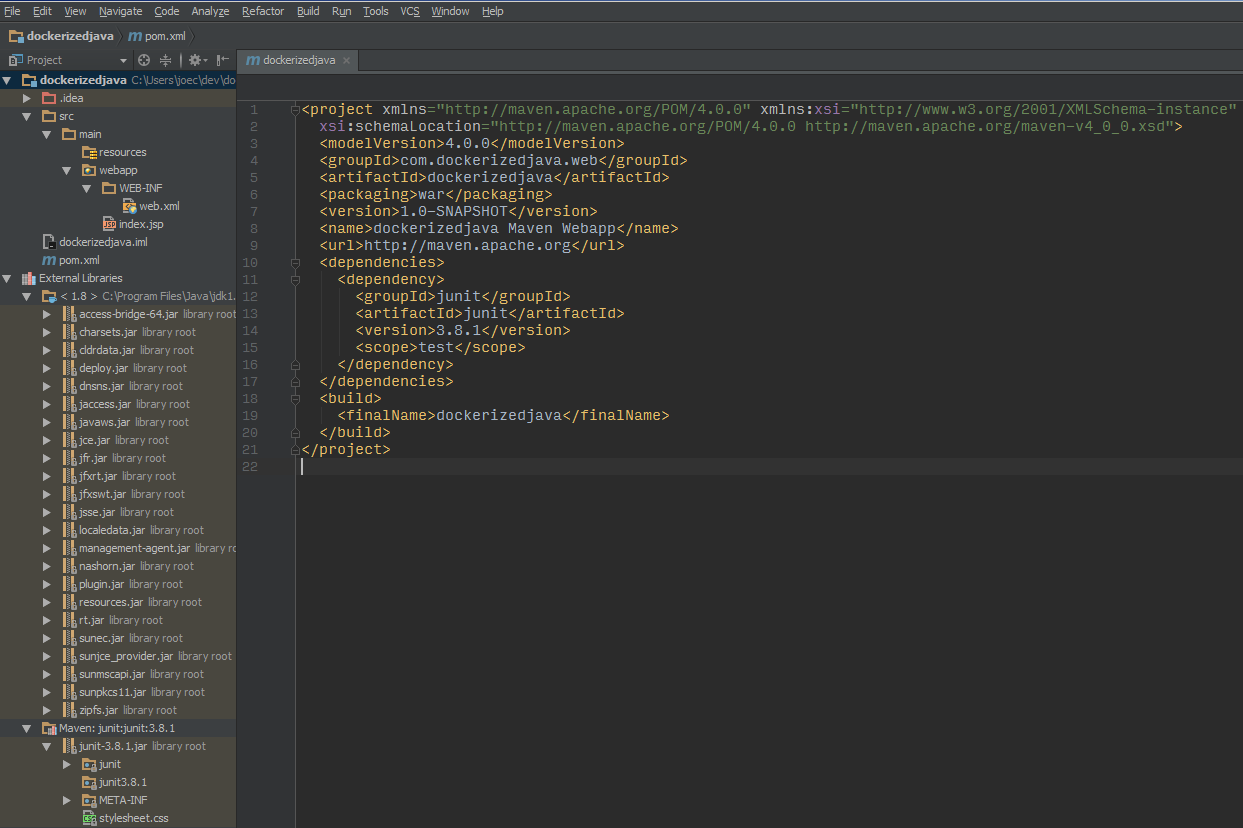 File Edit View Navigate Code Analyze Refactor Build Run Tools VCS Window Help
dockerizedjava m pom.xml
Project
m dockerizedjava
dockerizedjava C:\Users\joec\dev\do
.idea
src
main
resources
webapp
WEB-INF
web.xml
index.jsp
dockerizedjava.iml
m pom.xml
External Libraries
< 1.8 > C:\Program Files\Java\jdk1.
access-bridge-64.jar library root
charsets.jar library root
cldrdata.jar library root
deploy.jar library root
dnsns.jar library root
jaccess.jar library root
javaws.jar library root
jce.jar library root
jfr.jar library root
jfxrt.jar library root
jfxswt.jar library root
jsse.jar library root
localedata.jar library root
management-agent.jar library ro
nashorn.jar library root
plugin.jar library root
resources.jar library root
rt.jar library root
sunec.jar library root
sunjce_provider.jar library root
sunmscapi.jar library root
sunpkcs11.jar library root
zipfs.jar library root
Maven: junit:junit:3.8.1
junit-3.8.1.jar library root
junit
junit3.8.1
META-INF
stylesheet.css
1 <project xmlns="http://maven.apache.org/POM/4.0.0" xmlns:xsi="http://www.w3.org/2001/XMLSchema-instance"
2 xsi:schemaLocation="http://maven.apache.org/POM/4.0.0 http://maven.apache.org/maven-v4_0_0.xsd">
3 <modelVersion>4.0.0</modelVersion>
4 <groupId>com.dockerizedjava.web</groupId>
5 <artifactId>dockerizedjava</artifactId>
6 <packaging>war</packaging>
7 <version>1.0-SNAPSHOT</version>
8 <name>dockerizedjava Maven Webapp</name>
9 <url>http://maven.apache.org</url>
10 <dependencies>
11 <dependency>
12 <groupId>junit</groupId>
13 <artifactId>junit</artifactId>
14 <version>3.8.1</version>
15 <scope>test</scope>
16 </dependency>
17 </dependencies>
18 <build>
19 <finalName>dockerizedjava</finalName>
20 </build>
21 </project>
22